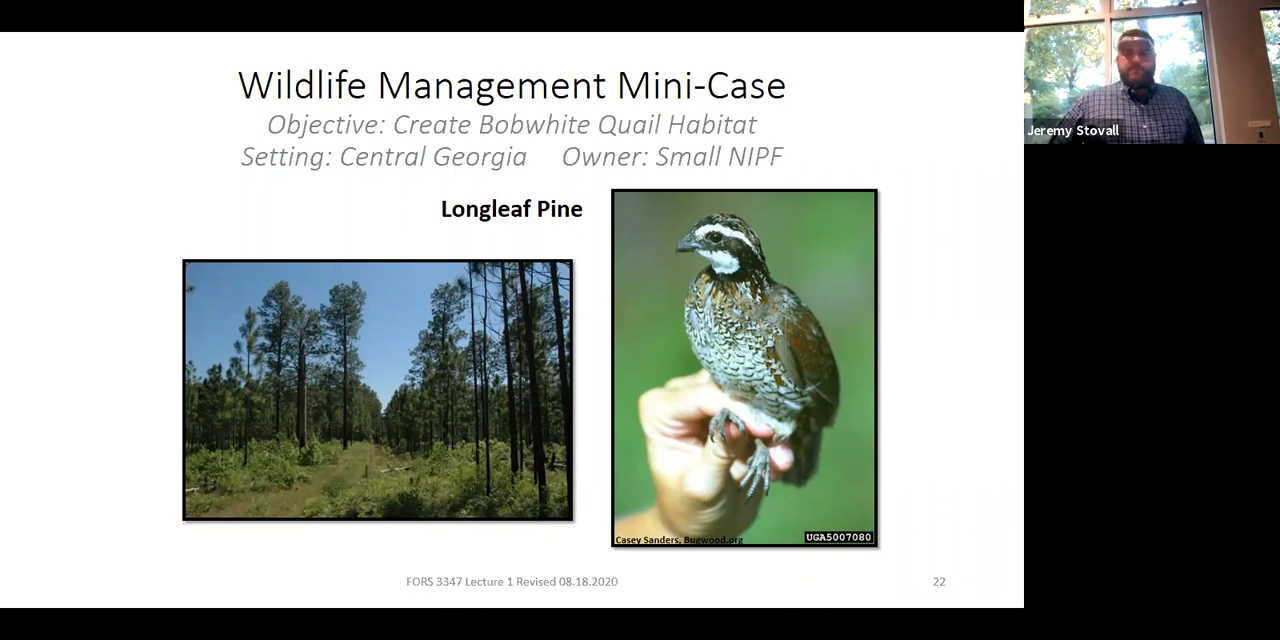 Wildlife Management Mini-Case
Objective: Create Bobwhite Quail Habitat
Setting: Central Georgia Owner: Small NIPF
Longleaf Pine
Casey Sanders, Bugwood.org
UGA5007080
FORS 3347 Lecture 1 Revised 08.18.2020
22
Jeremy Stovall